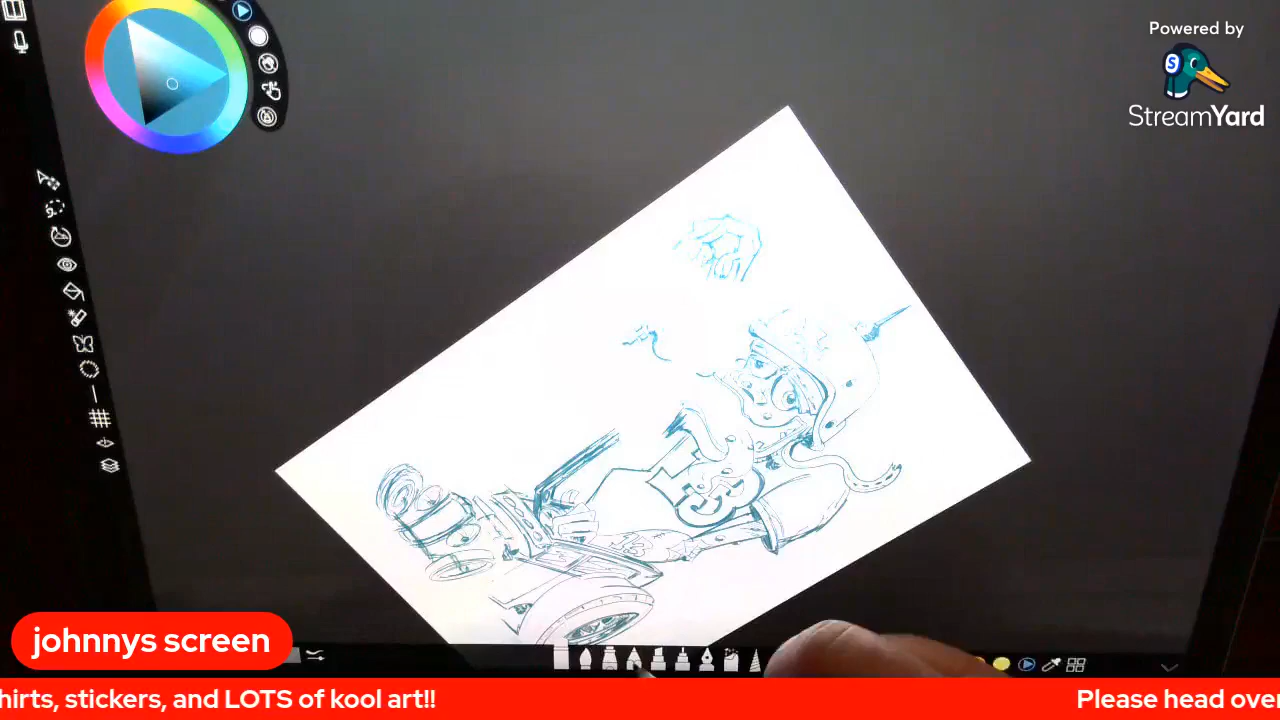 Powered by
S
StreamYard
johnnys screen
hirts, stickers, and LOTS of kool art!!
Please head over